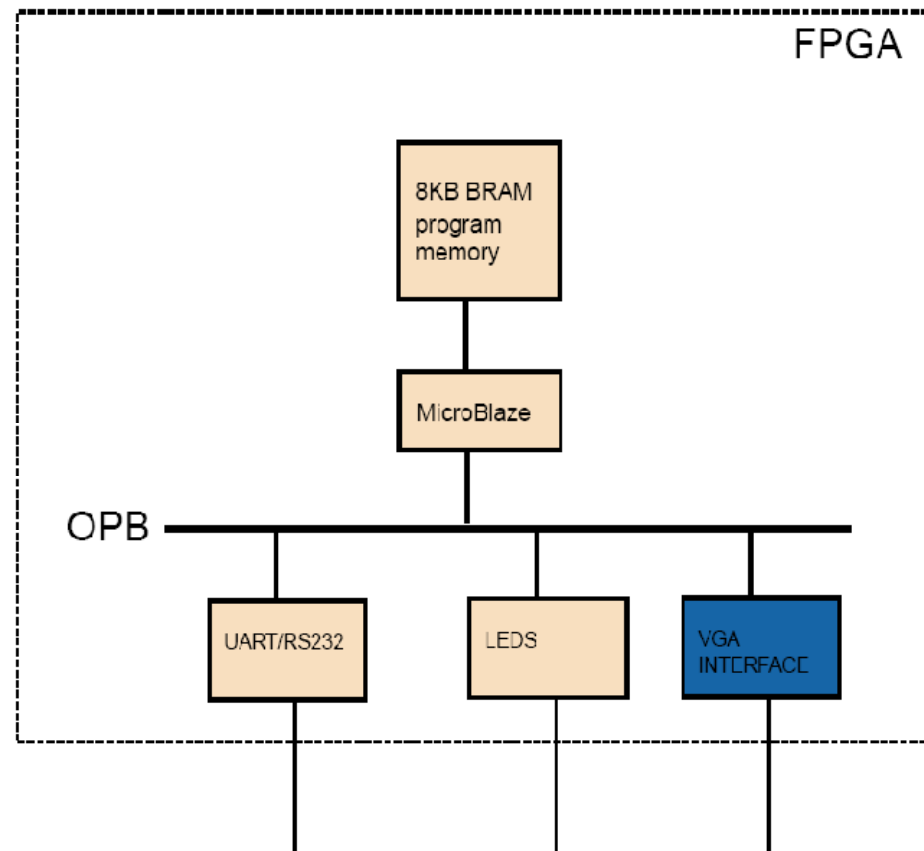 FPGA
8KB BRAM
program
memory
MicroBlaze
OPB
UART/RS232
LEDS
VGA
INTERFACE